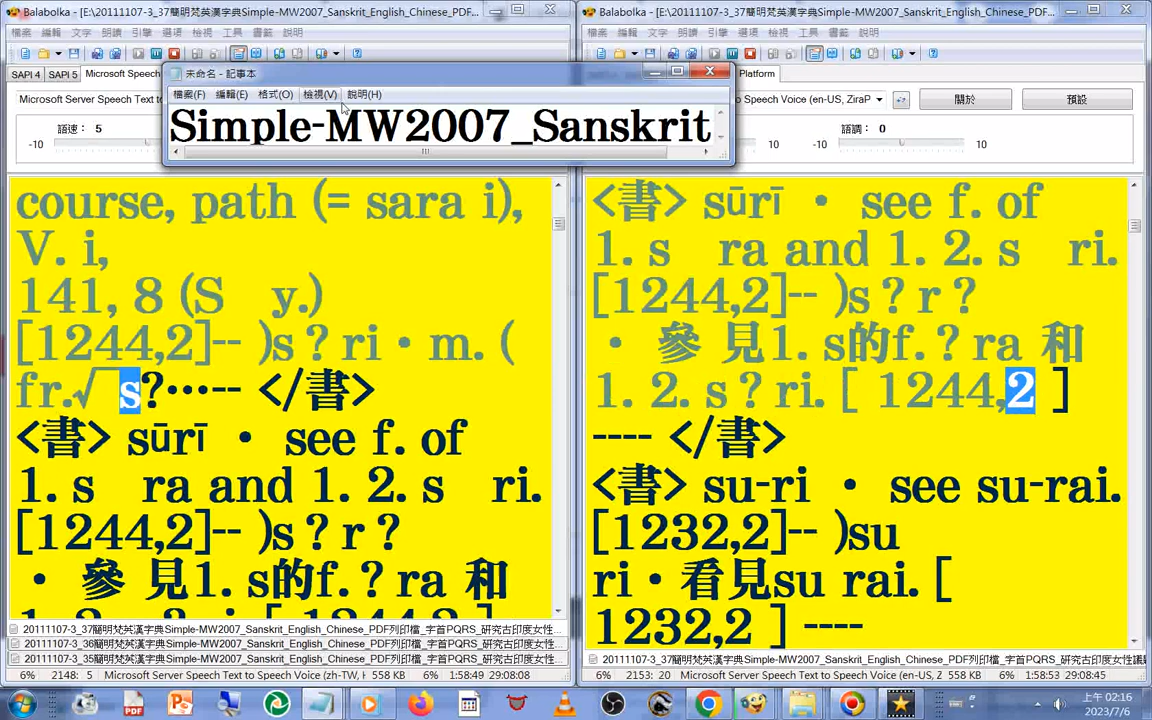 Balabolka - [E:\20111107-3_37簡明梵英漢字典Simple-MW2007_Sanskrit_English_Chinese_PDF...
檔案 編輯 文字 朗讀 引擎 選項 檢視 工具 書籤 說明
SAPI 4 SAPI 5 Microsoft Speech
Microsoft Server Speech Text to
語速： 5
-10
course, path (= sara i),
V. i,
141, 8 (S y.)
[1244,2]-- )s？ri•m. (
fr.√ s?···-- </書>
<書> sūrī • see f. of
1. s ra and 1. 2. s ri.
[1244,2]-- )s？r？
• 參 見1. s的f.？ra 和
20111107-3_37簡明梵英漢字典Simple-MW2007_Sanskrit_English_Chinese_PDF列印檔_字首PQRS_研究古印度女性...
20111107-3_36簡明梵英漢字典Simple-MW2007_Sanskrit_English_Chinese_PDF列印檔_字首PQRS_研究古印度女性...
20111107-3_35簡明梵英漢字典Simple-MW2007_Sanskrit_English_Chinese_PDF列印檔_字首PQRS_研究古印度女性...
6% 2148: 5 Microsoft Server Speech Text to Speech Voice (zh-TW, H 558 KB 6% 1:58:49 29:08:08
未命名 - 記事本
檔案(F) 編輯(E) 格式(O) 檢視(V) 說明(H)
Simple-MW2007_Sanskrit
Balabolka - [E:\20111107-3_37簡明梵英漢字典Simple-MW2007_Sanskrit_English_Chinese_PDF...
檔案 編輯 文字 朗讀 引擎 選項 檢視 工具 書籤 說明
Platform
Speech Voice (en-US, ZiraP 關於 預設
語調： 0
10 -10 10
<書> sūrī • see f. of
1. s ra and 1. 2. s ri.
[1244,2]-- )s？r？
• 參 見1. s的f.？ra 和
1. 2. s？ri. [ 1244,2 ]
---- </書>
<書> su-ri • see su-rai.
[1232,2]-- )su
ri•看見su rai. [
1232,2 ]----
20111107-3_37簡明梵英漢字典Simple-MW2007_Sanskrit_English_Chinese_PDF列印檔_字首PQRS_研究古印度女性議
6% 2153: 20 Microsoft Server Speech Text to Speech Voice (en-US, Z 558 KB 6% 1:58:53 29:08:45
上午 02:16
2023/7/6